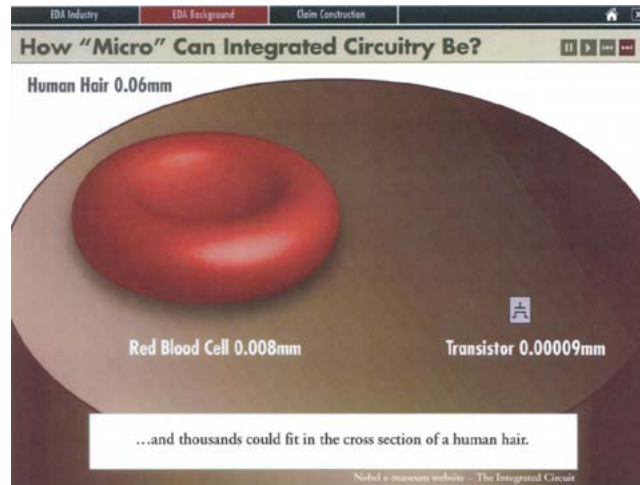 EDA Industry EDA Background Claim Construction
How “Micro” Can Integrated Circuitry Be?
Human Hair 0.06mm
Red Blood Cell 0.008mm
Transistor 0.00009mm
...and thousands could fit in the cross section of a human hair.
Nobel e-museum website – The Integrated Circuit